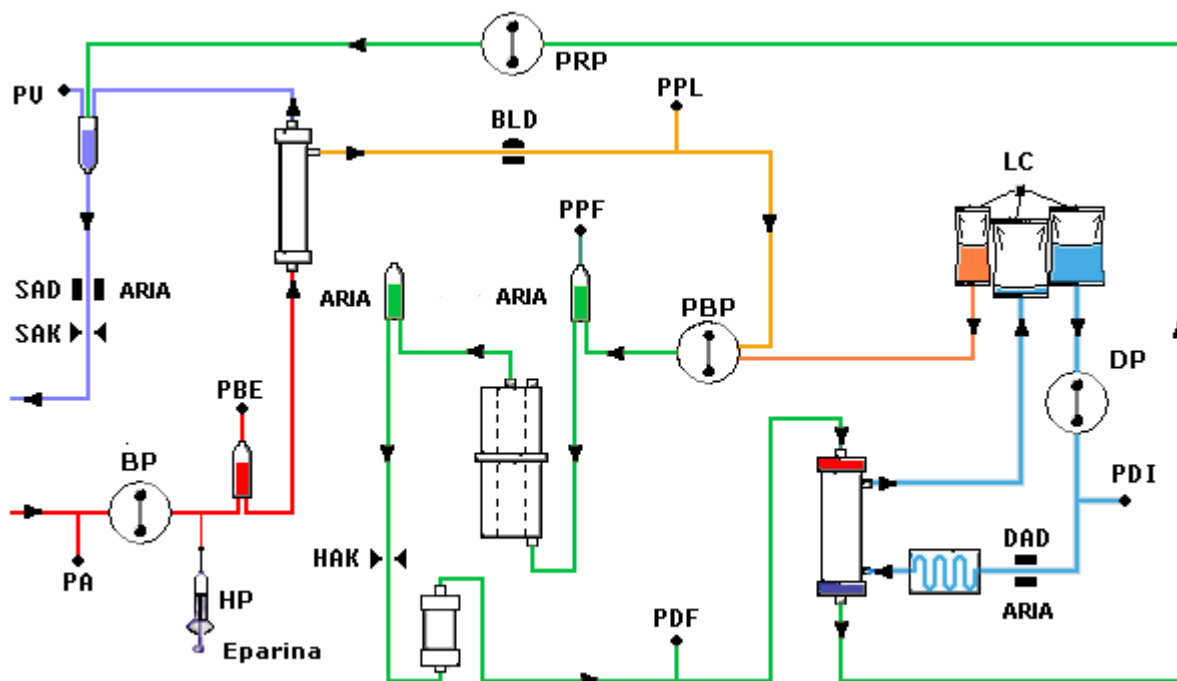 PRP
PV
PPL
BLD
LC
PPF
SAD
ARIA
ARIA
ARIA
PBP
SAK
DP
PBE
BP
PDI
DAD
HAK
PA
HP
ARIA
PDF
Eparina